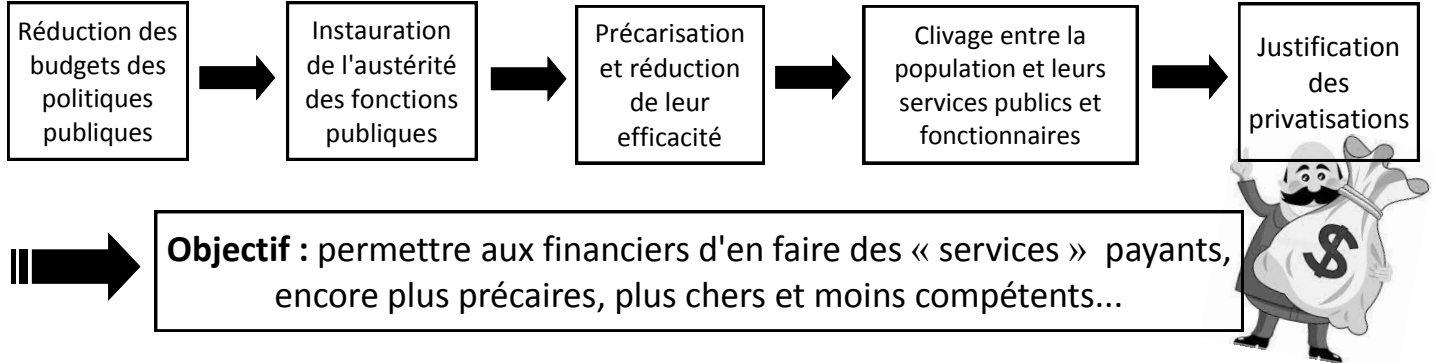 Réduction des
budgets des
politiques
publiques
Instauration
de l'austérité
des fonctions
publiques
Précarisation
et réduction
de leur
efficacité
Clivage entre la
population et leurs
services publics et
fonctionnaires
Justification
des
privatisations
Objectif : permettre aux financiers d'en faire des « services »  payants,
encore plus précaires, plus chers et moins compétents...
$